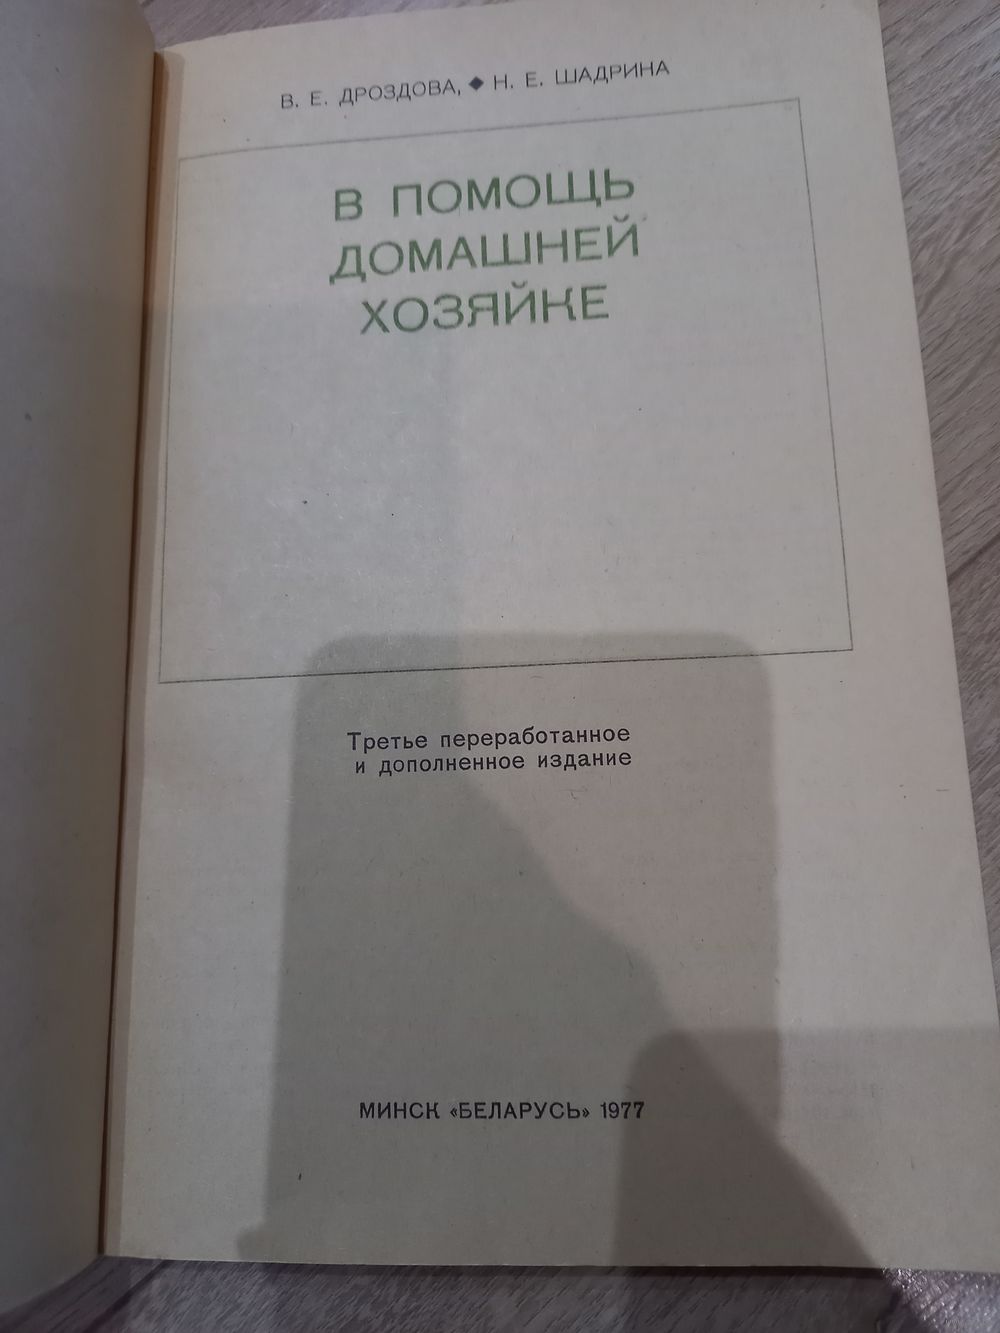 В. Е. ДРОЗДОВА, ◆ Н. Е. ШАДРИНА
В ПОМОЩЬ
ДОМАШНЕЙ
ХОЗЯЙКЕ
Третье переработанное
и дополненное издание
МИНСК «БЕЛАРУСЬ» 1977